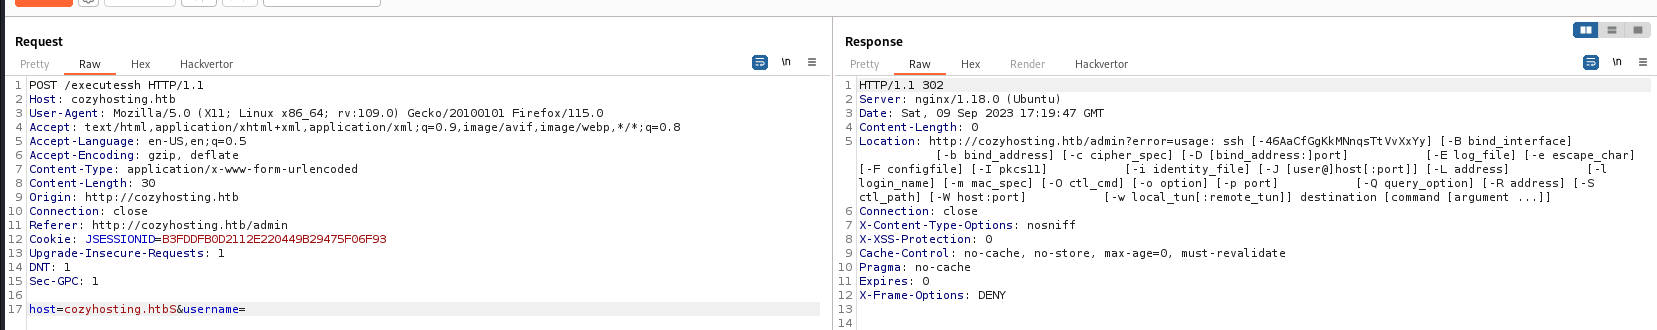 Request
Pretty Raw Hex Hackvertor \n
1 POST /executessh HTTP/1.1
2 Host: cozyhosting.htb
3 User-Agent: Mozilla/5.0 (X11; Linux x86_64; rv:109.0) Gecko/20100101 Firefox/115.0
4 Accept: text/html,application/xhtml+xml,application/xml;q=0.9,image/avif,image/webp,*/*;q=0.8
5 Accept-Language: en-US,en;q=0.5
6 Accept-Encoding: gzip, deflate
7 Content-Type: application/x-www-form-urlencoded
8 Content-Length: 30
9 Origin: http://cozyhosting.htb
10 Connection: close
11 Referer: http://cozyhosting.htb/admin
12 Cookie: JSESSIONID=B3FDDFB0D2112E220449B29475F06F93
13 Upgrade-Insecure-Requests: 1
14 DNT: 1
15 Sec-GPC: 1
16
17 host=cozyhosting.htbS&username=
Response
Pretty Raw Hex Render Hackvertor \n
1 HTTP/1.1 302
2 Server: nginx/1.18.0 (Ubuntu)
3 Date: Sat, 09 Sep 2023 17:19:47 GMT
4 Content-Length: 0
5 Location: http://cozyhosting.htb/admin?error=usage: ssh [-46AaCfGgKkMNnqsTtVvXxYy] [-B bind_interface]
[-b bind_address] [-c cipher_spec] [-D [bind_address:]port] [-E log_file] [-e escape_char]
[-F configfile] [-I pkcs11] [-i identity_file] [-J [user@]host[:port]] [-L address] [-l
login_name] [-m mac_spec] [-O ctl_cmd] [-o option] [-p port] [-Q query_option] [-R address] [-S
ctl_path] [-W host:port] [-w local_tun[:remote_tun]] destination [command [argument ...]]
6 Connection: close
7 X-Content-Type-Options: nosniff
8 X-XSS-Protection: 0
9 Cache-Control: no-cache, no-store, max-age=0, must-revalidate
10 Pragma: no-cache
11 Expires: 0
12 X-Frame-Options: DENY
13
14